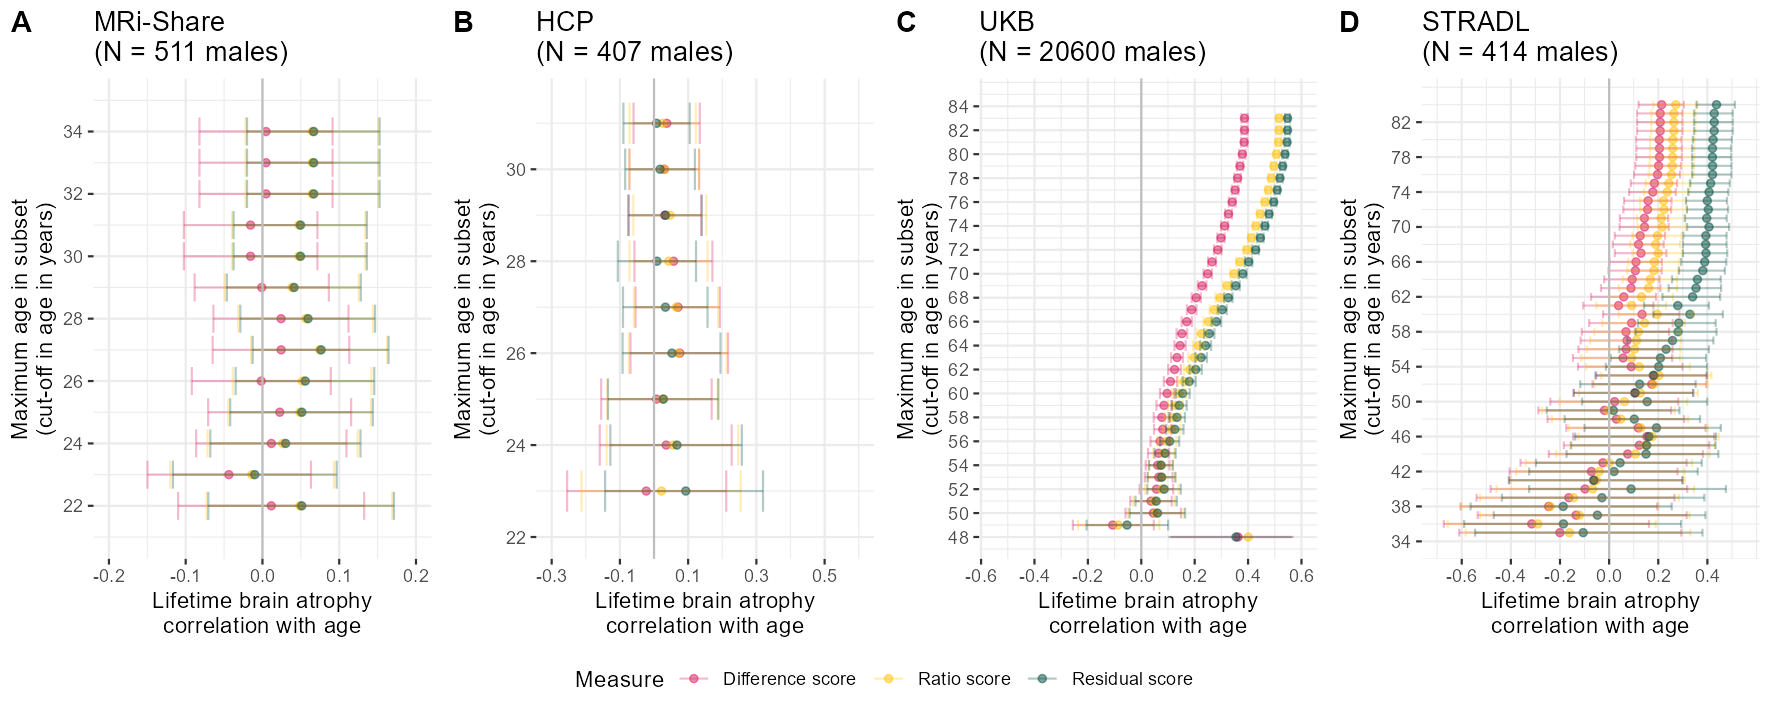 A
MRi-Share
(N = 511 males)
Maximum age in subset
(cut-off in age in years)
34
32
30
28
26
24
22
-0.2
-0.1
0.0
0.1
0.2
Lifetime brain atrophy
correlation with age
B
HCP
(N = 407 males)
Maximum age in subset
(cut-off in age in years)
30
28
26
24
22
-0.3
-0.1
0.1
0.3
0.5
Lifetime brain atrophy
correlation with age
C
UKB
(N = 20600 males)
Maximum age in subset
(cut-off in age in years)
84
82
80
78
76
74
72
70
68
66
64
62
60
58
56
54
52
50
48
-0.6
-0.4
-0.2
0.0
0.2
0.4
0.6
Lifetime brain atrophy
correlation with age
D
STRADL
(N = 414 males)
Maximum age in subset
(cut-off in age in years)
82
78
74
70
66
62
58
54
50
46
42
38
34
-0.6
-0.4
-0.2
0.0
0.2
0.4
Lifetime brain atrophy
correlation with age
Measure
Difference score
Ratio score
Residual score